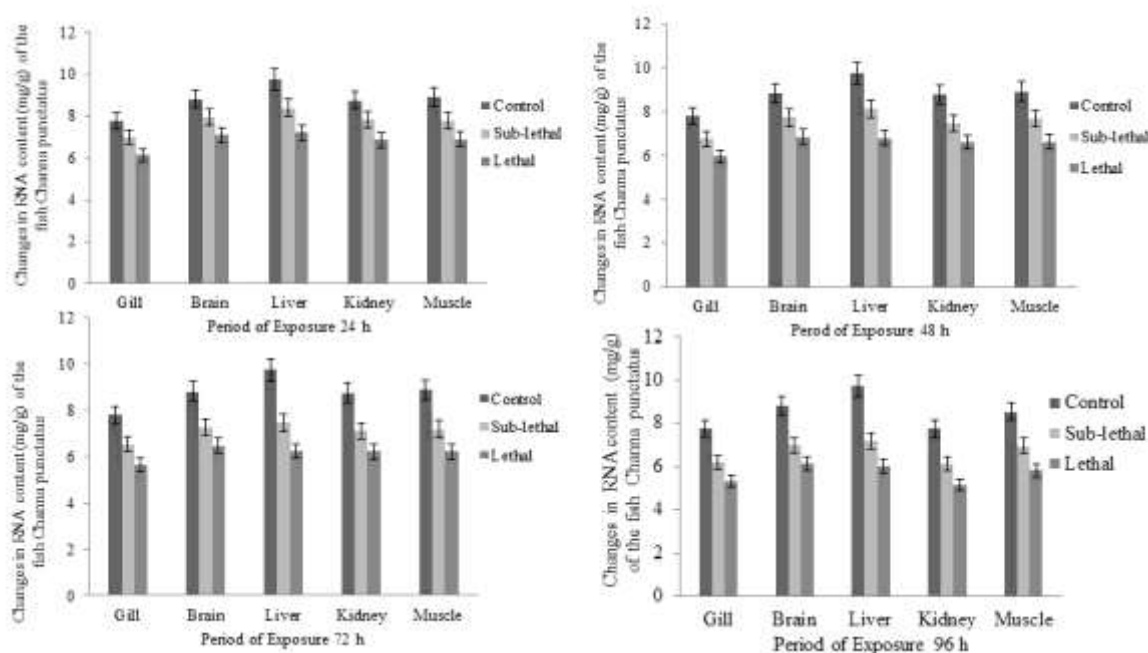 Changes in RNA content (mg/g) of the
fish Channa punctatus
12
10
8
6
4
2
0
Gill Brain Liver Kidney Muscle
Period of Exposure 24 h
Control
Sub-lethal
Lethal
Changes in RNA content (mg/g) of
the fish Channa punctatus
12
10
8
6
4
2
0
Gill Brain Liver Kidney Muscle
Perod of Exposure 48 h
Control
Sub-lethal
Lethal
Changes in RNA content (mg/g) of the
fish Channa punctatus
12
10
8
6
4
2
0
Gill Brain Liver Kidney Muscle
Period of Exposure 72 h
Control
Sub-lethal
Lethal
Changes in RNA content (mg/g)
of the fish Channa punctatus
12
10
8
6
4
2
0
Gill Brain Liver Kidney Muscle
Period of Exposure 96 h
Control
Sub-lethal
Lethal